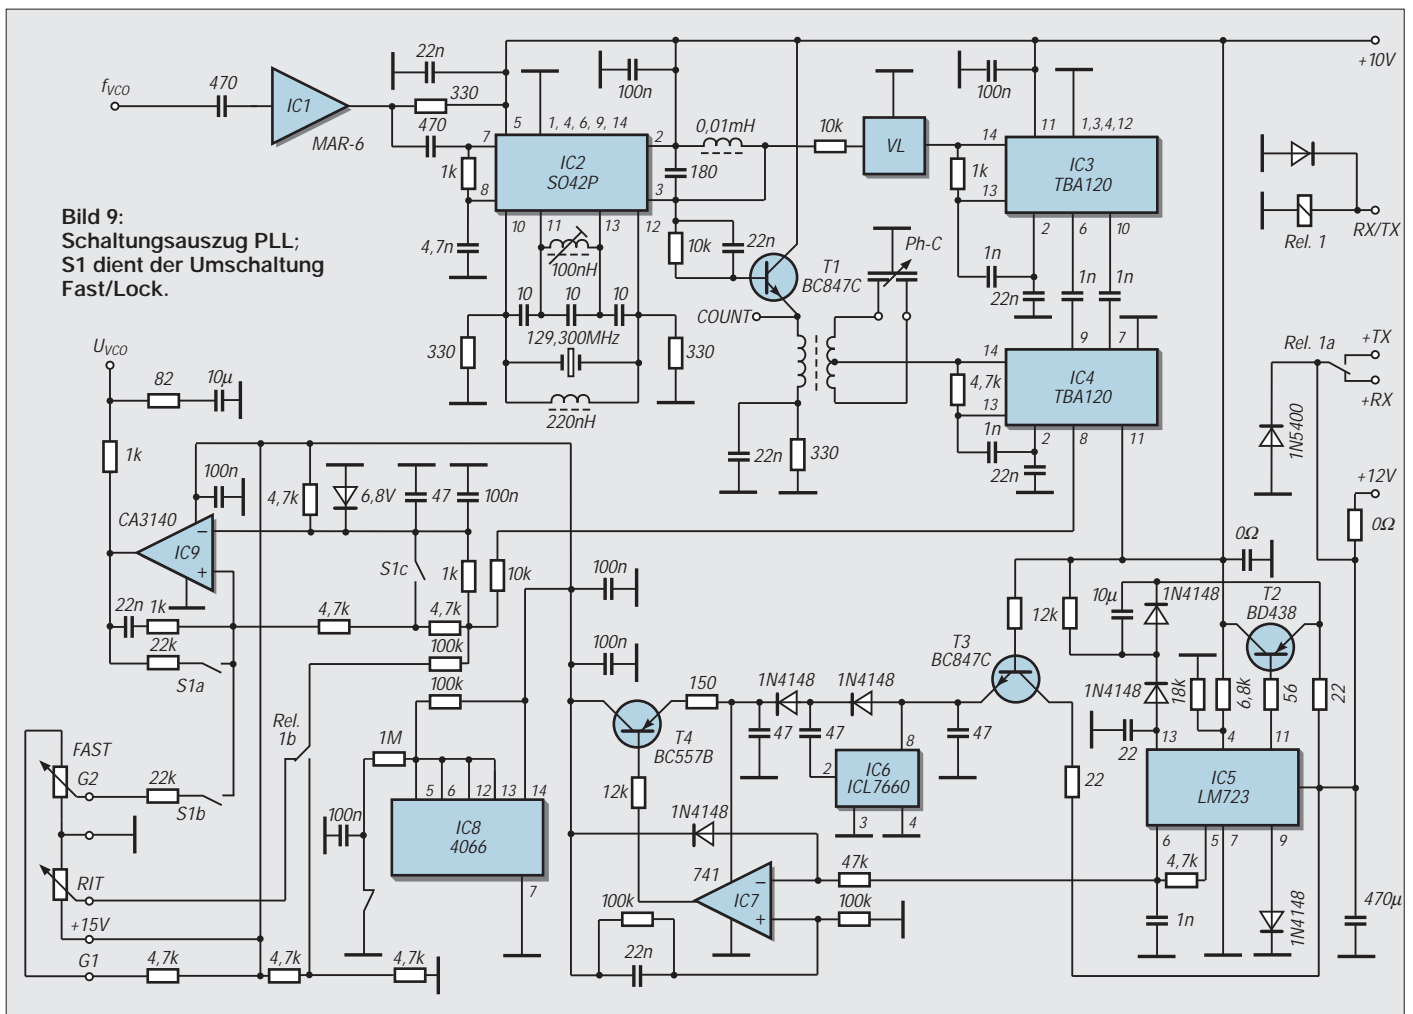 +10V
22n
100n
100n
f_VCO
470
IC1
MAR-6
330
470
5
1, 4, 6, 9, 14
7
IC2
SO42P
2
3
8
1k
10
11
13
12
0,01mH
180
10k
VL
14
11
1,3,4,12
IC3
TBA120
1k
13
2
6
10
Rel. 1
RX/TX
Bild 9:
Schaltungsauszug PLL;
S1 dient der Umschaltung
Fast/Lock.
4,7n
100nH
10
10
10
10k
22n
T1
BC847C
Ph-C
1n
22n
1n
1n
COUNT
129,300MHz
330
330
220nH
22n
330
14
9
7
IC4
TBA120
4,7k
13
2
8
11
1n
22n
Rel. 1a
+TX
+RX
1N5400
+12V
0Ω
U_VCO
82
10µ
1k
100n
4,7k
6,8V
47
100n
CA3140
IC9
−
+
S1c
1k
10k
100n
0Ω
22n
1k
4,7k
4,7k
22k
S1a
100k
100k
100n
12k
10µ
1N4148
T2
BD438
T3
BC847C
1N4148
18k
6,8k
56
22
FAST
G2
22k
S1b
Rel.
1b
1M
T4
BC557B
150
1N4148
1N4148
47
47
47
22
13
4
11
IC5
LM723
8
2
IC6
ICL7660
3
4
22
5
6
12
13
14
IC8
4066
7
100n
12k
1N4148
6
5
7
9
4,7k
RIT
741
IC7
−
+
47k
100k
100k
22n
1n
1N4148
470µ
+15V
G1
4,7k
4,7k
4,7k